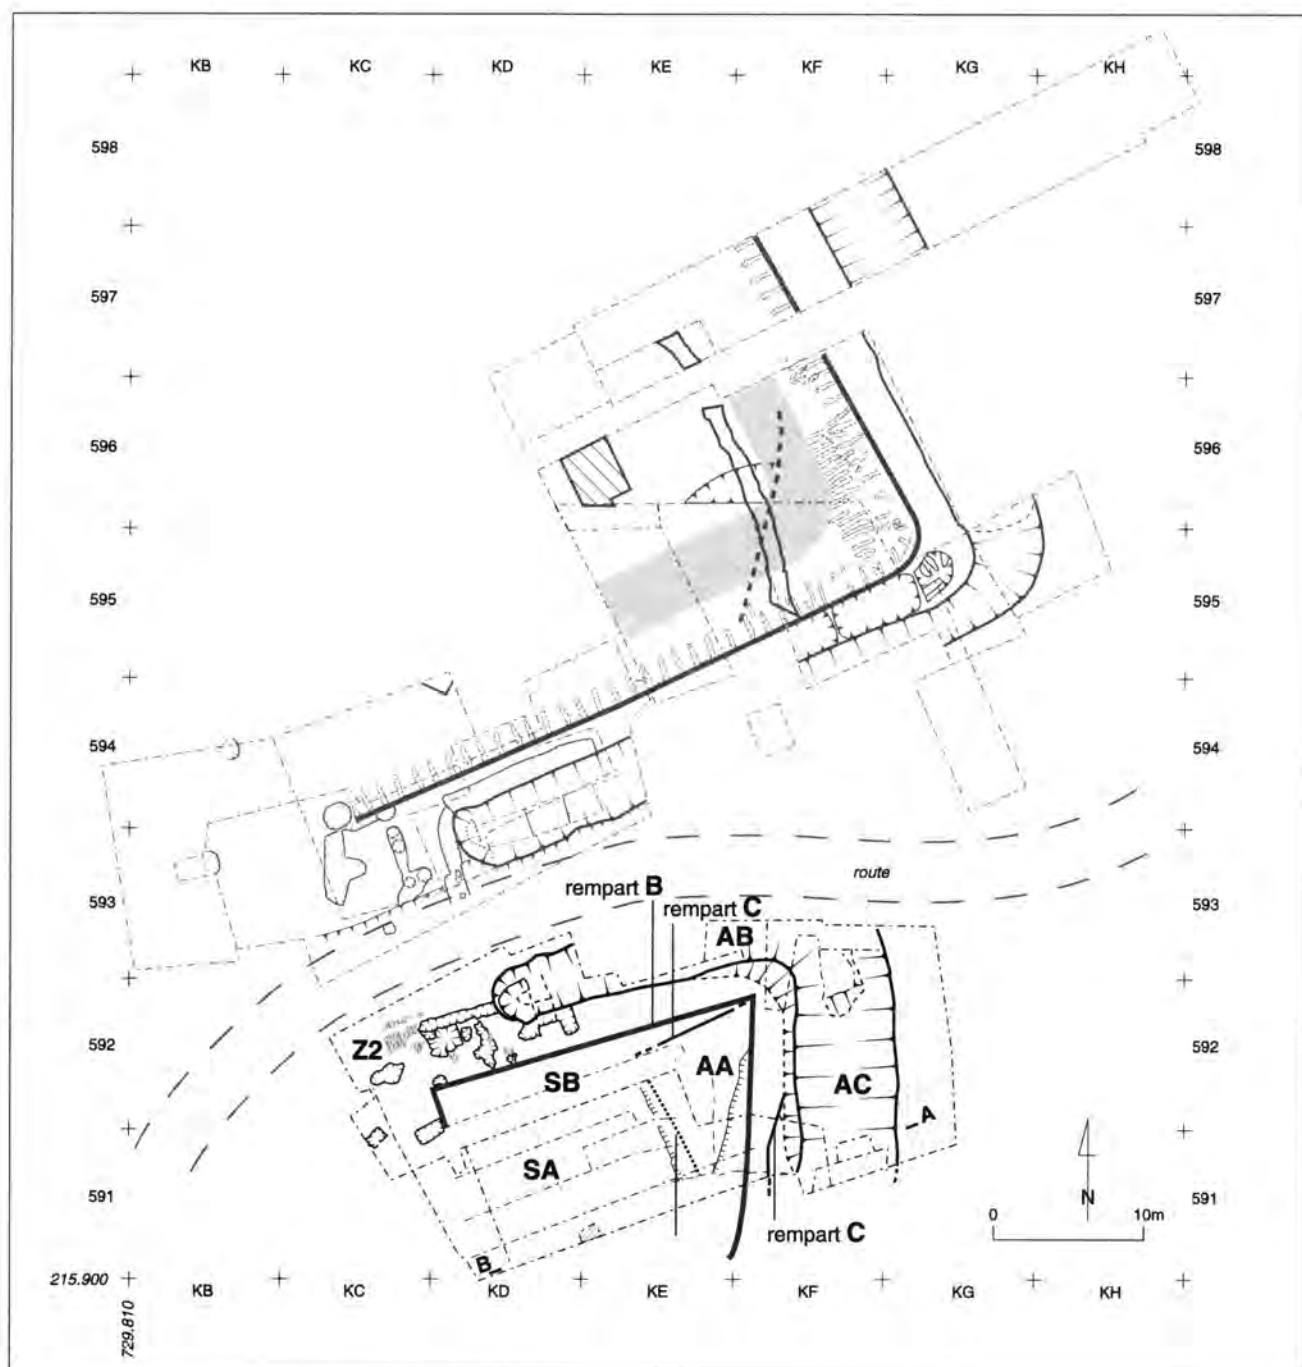 KB KC KD KE KF KG KH
598 598
597 597
596 596
595 595
594 594
593 593
route
rempart B
rempart C
AB
592 592
Z2
SB
AA
AC
A
SA
591 591
N
0 10m
rempart C
B
215.900
KB KC KD KE KF KG KH
729.810